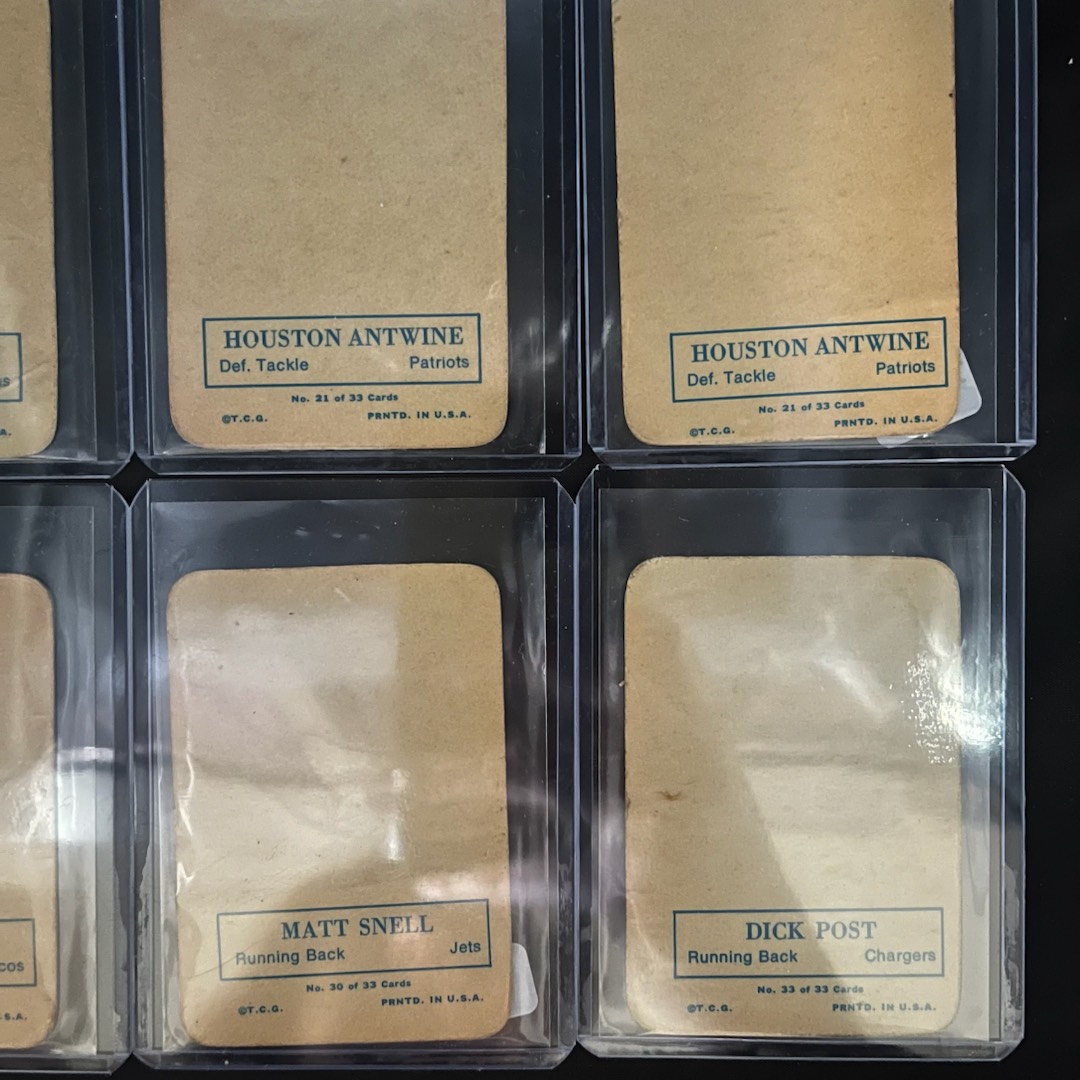 HOUSTON ANTWINE
Def. Tackle Patriots
No. 21 of 33 Cards
©T.C.G. PRNTD. IN U.S.A.
HOUSTON ANTWINE
Def. Tackle Patriots
No. 21 of 33 Cards
©T.C.G. PRNTD. IN U.S.A.
MATT SNELL
Running Back Jets
No. 30 of 33 Cards
©T.C.G. PRNTD. IN U.S.A.
DICK POST
Running Back Chargers
No. 33 of 33 Cards
©T.C.G. PRNTD. IN U.S.A.
cos
S.A.